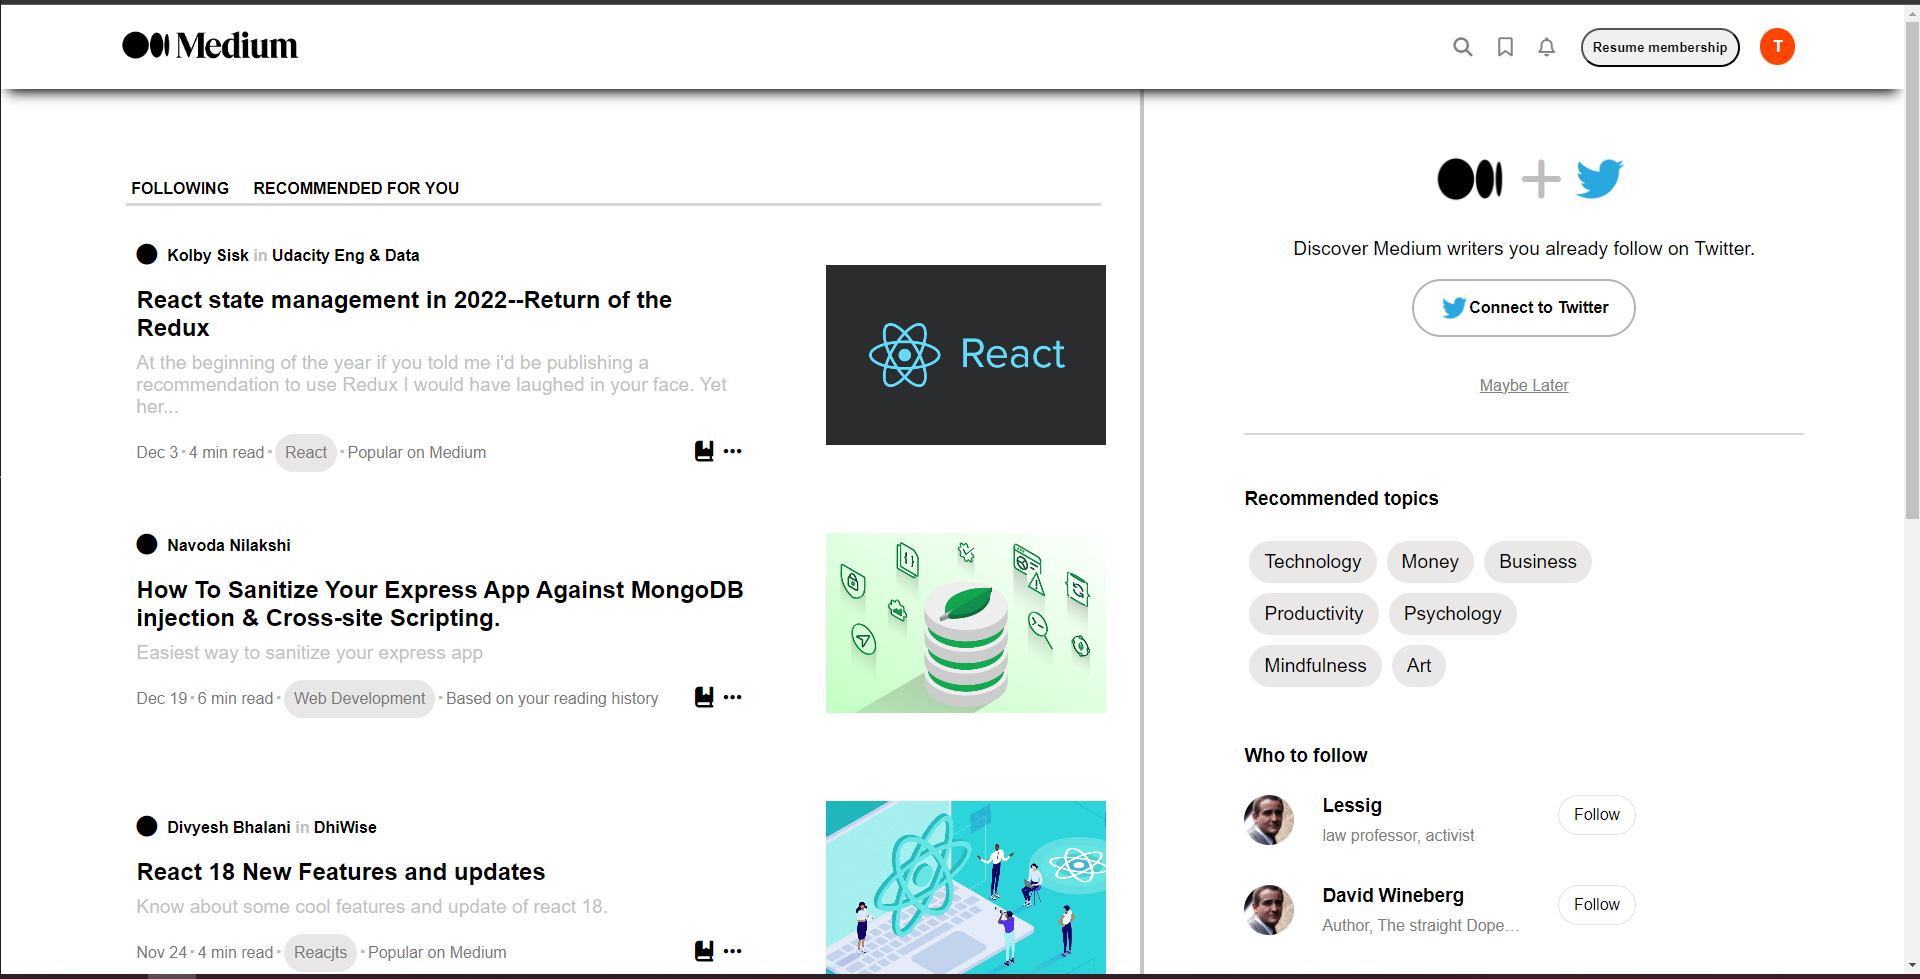 Medium
Resume membership
T
FOLLOWING RECOMMENDED FOR YOU
Kolby Sisk in Udacity Eng & Data
React state management in 2022--Return of the
Redux
At the beginning of the year if you told me i'd be publishing a
recommendation to use Redux I would have laughed in your face. Yet
her...
Dec 3 • 4 min read • React • Popular on Medium
React
Navoda Nilakshi
How To Sanitize Your Express App Against MongoDB
injection & Cross-site Scripting.
Easiest way to sanitize your express app
Dec 19 • 6 min read • Web Development • Based on your reading history
Divyesh Bhalani in DhiWise
React 18 New Features and updates
Know about some cool features and update of react 18.
Nov 24 • 4 min read • Reacjts • Popular on Medium
Discover Medium writers you already follow on Twitter.
Connect to Twitter
Maybe Later
Recommended topics
Technology Money Business
Productivity Psychology
Mindfulness Art
Who to follow
Lessig
law professor, activist
Follow
David Wineberg
Author, The straight Dope...
Follow